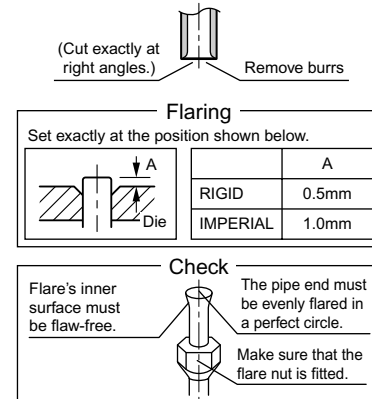 (Cut exactly at
right angles.)
Remove burrs
Flaring
Set exactly at the position shown below.
A
Die
A
RIGID 0.5mm
IMPERIAL 1.0mm
Check
Flare's inner
surface must
be flaw-free.
The pipe end must
be evenly flared in
a perfect circle.
Make sure that the
flare nut is fitted.